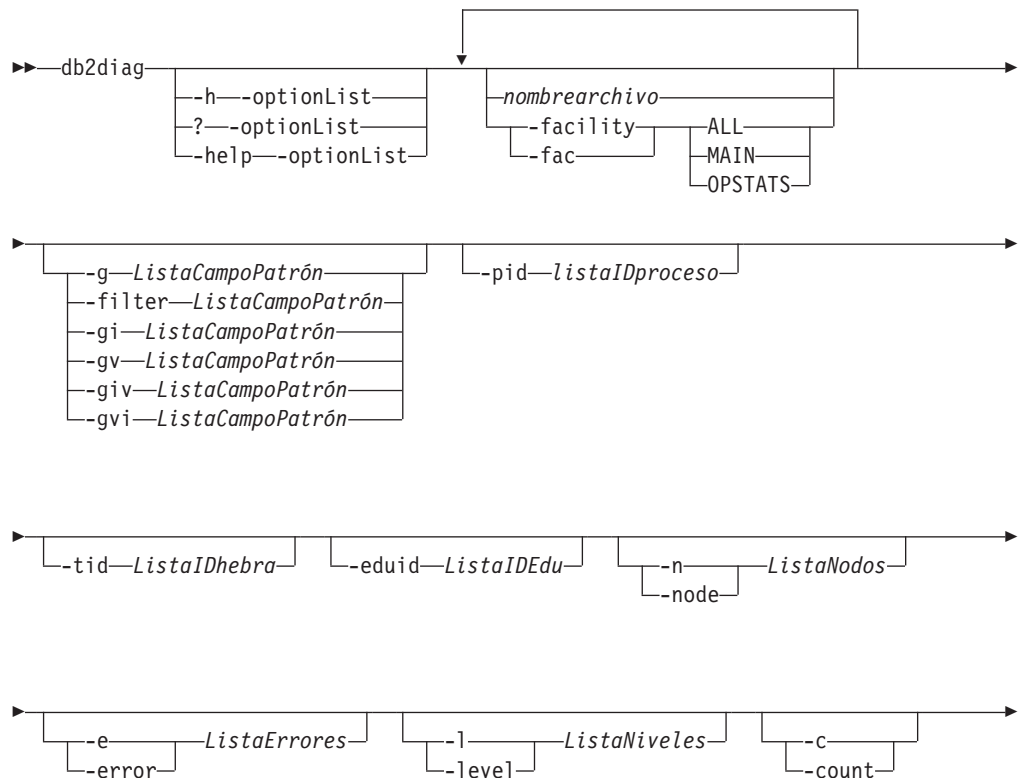 db2diag
-h -optionList
? -optionList
-help -optionList
nombrearchivo
-facility ALL
-fac MAIN
OPSTATS
-g ListaCampoPatrón
-filter ListaCampoPatrón
-gi ListaCampoPatrón
-gv ListaCampoPatrón
-giv ListaCampoPatrón
-gvi ListaCampoPatrón
-pid listaIDproceso
-tid ListaIDhebra
-eduid ListaIDEdu
-n ListaNodos
-node
-e ListaErrores
-error
-l ListaNiveles
-level
-c
-count